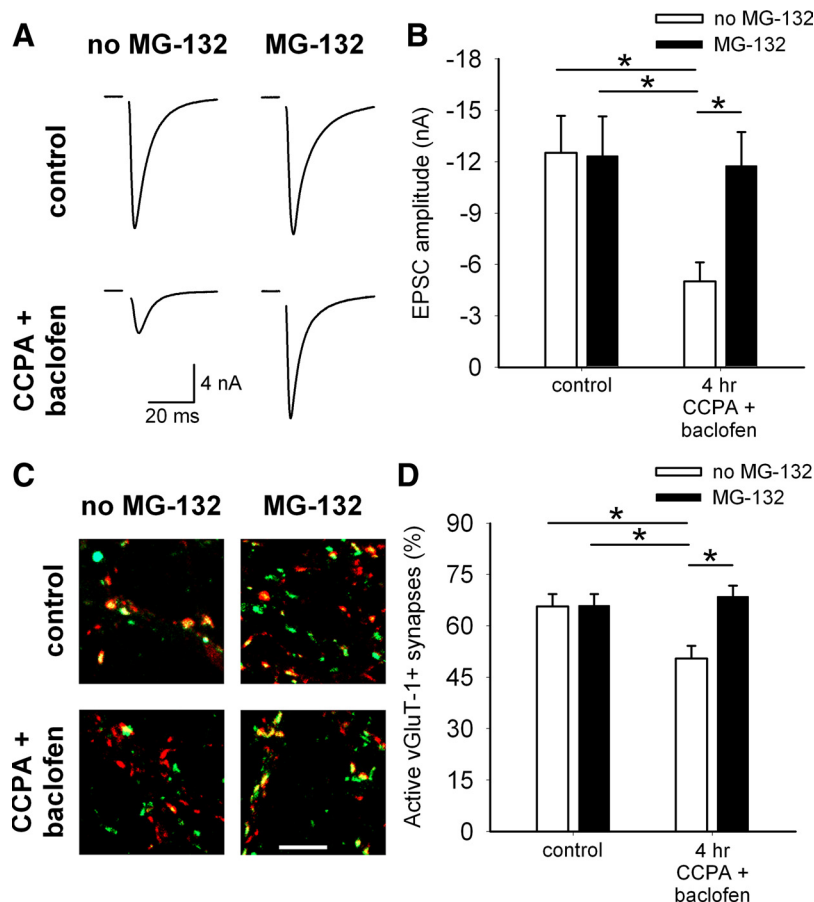 A
no MG-132 MG-132
control
CCPA +
baclofen
4 nA
20 ms
B
no MG-132
MG-132
EPSC amplitude (nA)
-18
-15
-12
-9
-6
-3
0
*
*
*
control
4 hr
CCPA +
baclofen
C
no MG-132 MG-132
control
CCPA +
baclofen
D
no MG-132
MG-132
Active vGluT-1+ synapses (%)
90
75
60
45
30
15
0
*
*
*
control
4 hr
CCPA +
baclofen